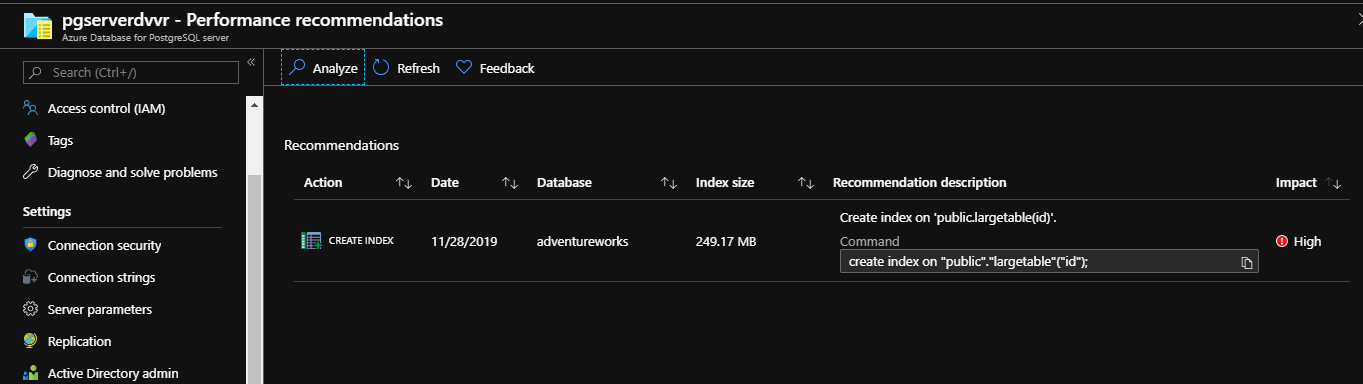 pgserverdvvr - Performance recommendations
Azure Database for PostgreSQL server
Search (Ctrl+/)
Access control (IAM)
Tags
Diagnose and solve problems
Settings
Connection security
Connection strings
Server parameters
Replication
Active Directory admin
Analyze Refresh Feedback
Recommendations
Action Date Database Index size Recommendation description Impact
Create index on 'public.largetable(id)'.
CREATE INDEX 11/28/2019 adventureworks 249.17 MB Command High
create index on "public"."largetable"("id");